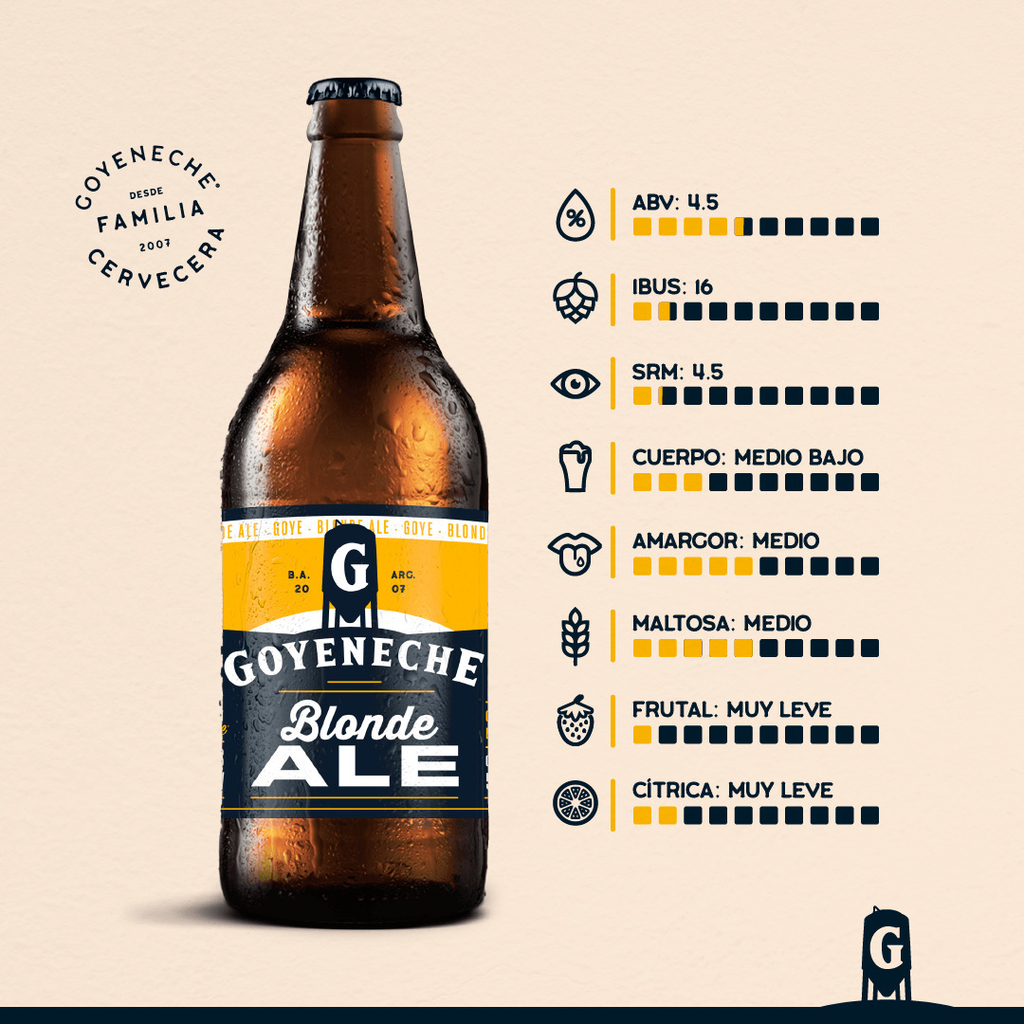 GOYENECHE®
DESDE
FAMILIA
2007
CERVECERA
ABV: 4.5
IBUS: 16
SRM: 4.5
CUERPO: MEDIO BAJO
AMARGOR: MEDIO
MALTOSA: MEDIO
FRUTAL: MUY LEVE
CÍTRICA: MUY LEVE
DE ALE · GOYE · BLONDE ALE · GOYE · BLOND
G
B.A. ARG.
20 07
GOYENECHE
Blonde
ALE
G